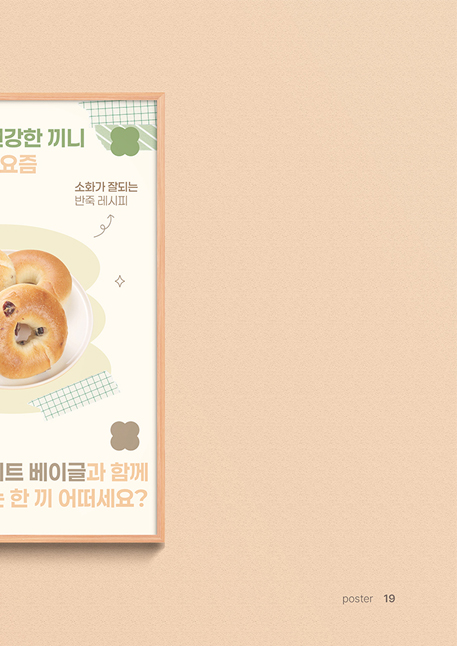 강한 끼니
요즘
소화가 잘되는
반죽 레시피
트 베이글과 함께
한 끼 어떠세요?
poster 19